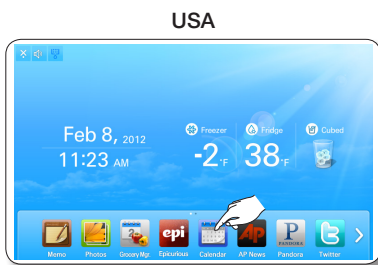 USA
Freezer Fridge Cubed
Feb 8, 2012
11:23 AM
-2°F 38°F
epi AP P
PANDORA
Memo Photos Grocery Mgr. Epicurious Calendar AP News Pandora Twitter